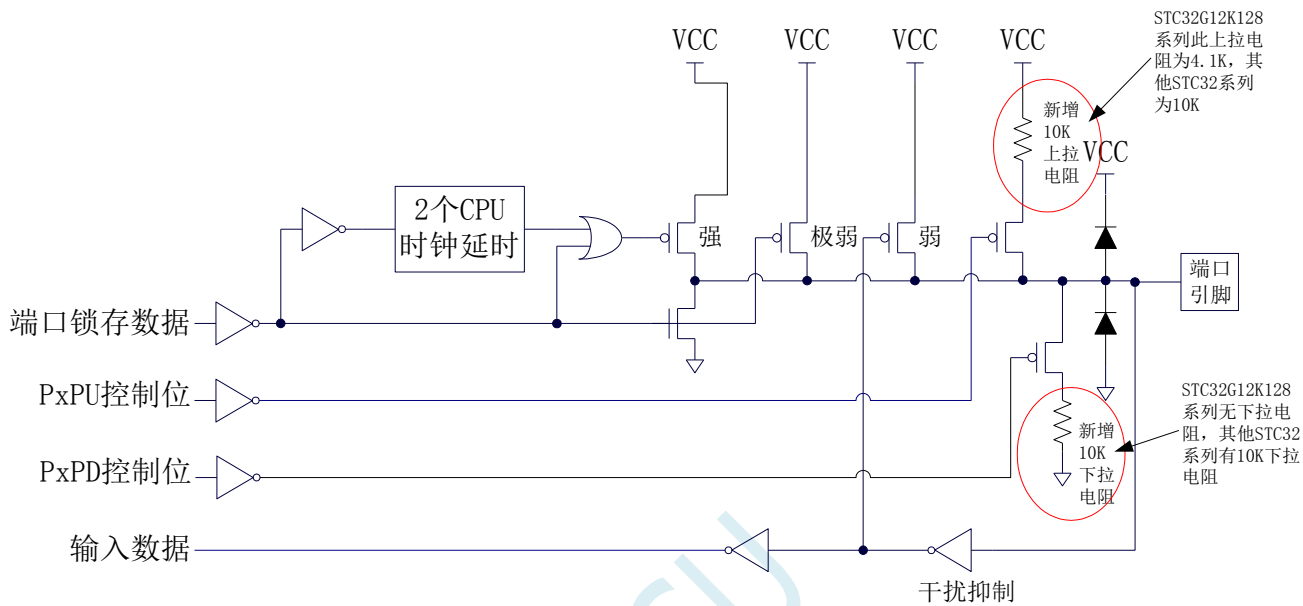 STC32G12K128
系列此上拉电
阻为4.1K，其
他STC32系列
为10K
VCC
VCC
VCC
VCC
新增
10K
上拉
电阻
VCC
2个CPU
时钟延时
强
极弱
弱
端口
引脚
端口锁存数据
PxPU控制位
STC32G12K128
系列无下拉电
阻，其他STC32
系列有10K下拉
电阻
新增
10K
下拉
电阻
PxPD控制位
输入数据
干扰抑制